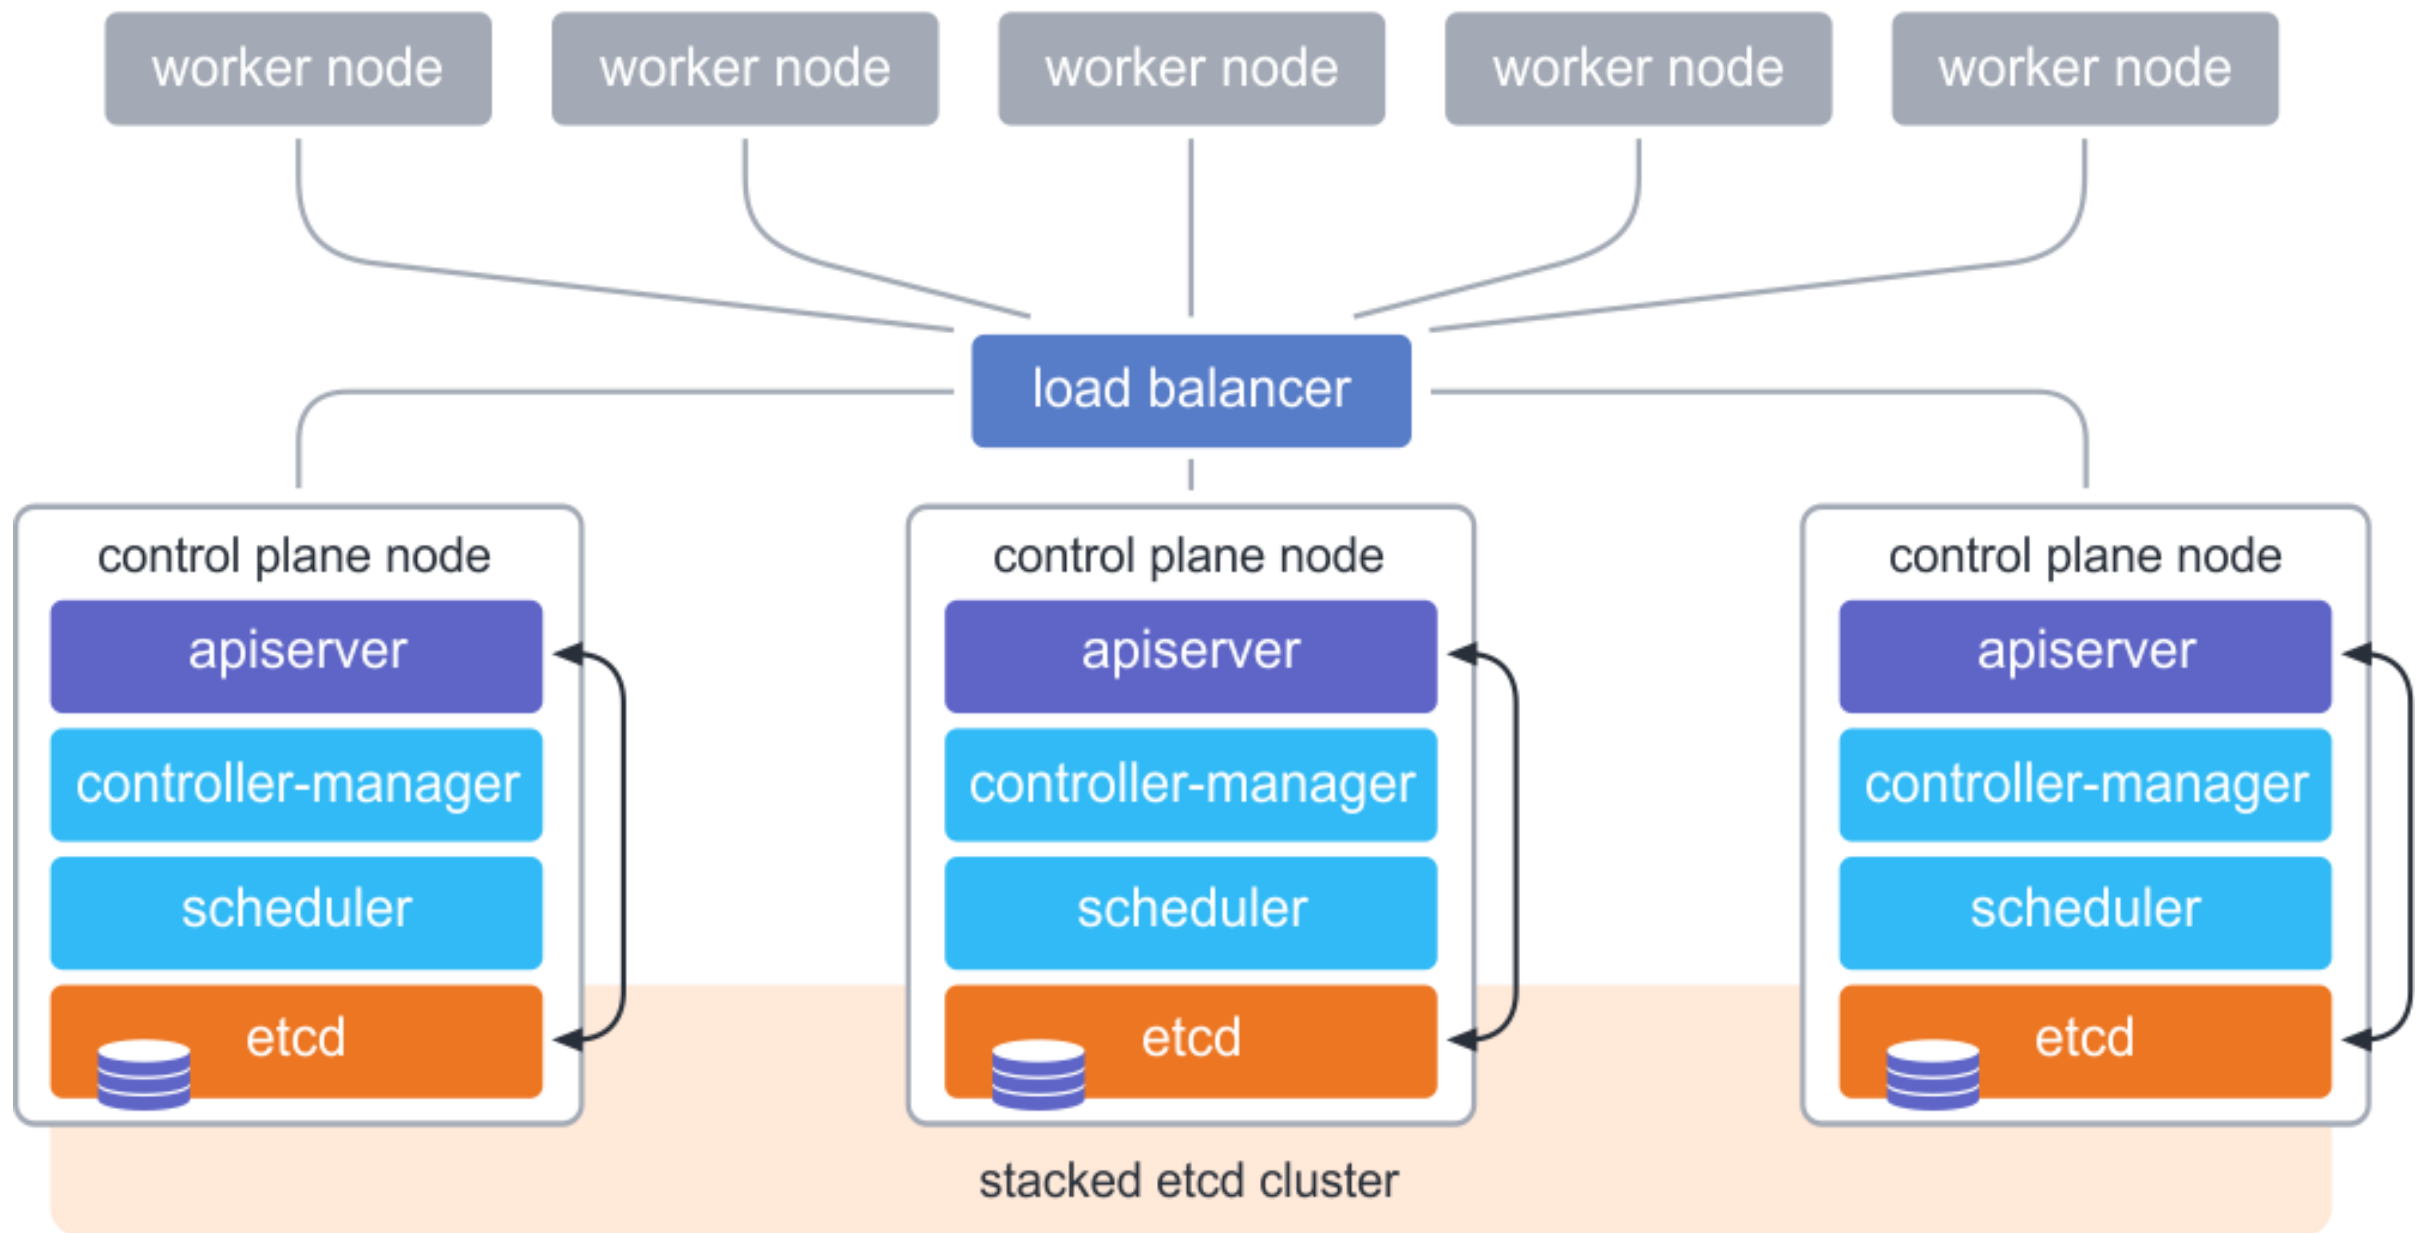 worker node
worker node
worker node
worker node
worker node
load balancer
control plane node
apiserver
controller-manager
scheduler
etcd
control plane node
apiserver
controller-manager
scheduler
etcd
control plane node
apiserver
controller-manager
scheduler
etcd
stacked etcd cluster